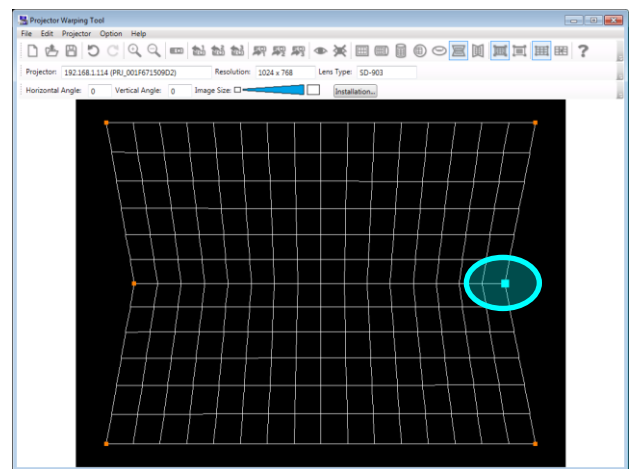 Projector Warping Tool
File Edit Projector Option Help
Projector: 192.168.1.114 (PRJ_001F671509D2) Resolution: 1024 x 768 Lens Type: SD-903
Horizontal Angle: 0 Vertical Angle: 0 Image Size: Installation...